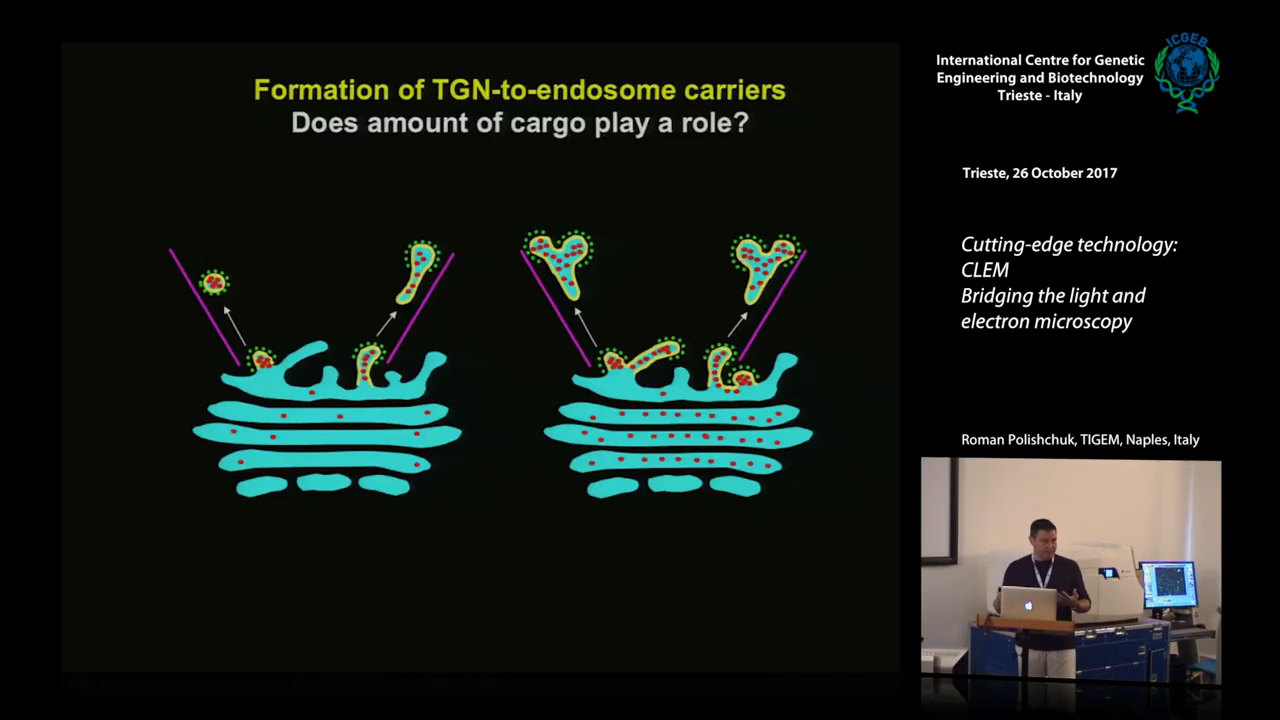 Formation of TGN-to-endosome carriers
Does amount of cargo play a role?
ICGEB
International Centre for Genetic
Engineering and Biotechnology
Trieste - Italy
Trieste, 26 October 2017
Cutting-edge technology:
CLEM
Bridging the light and
electron microscopy
Roman Polishchuk, TIGEM, Naples, Italy